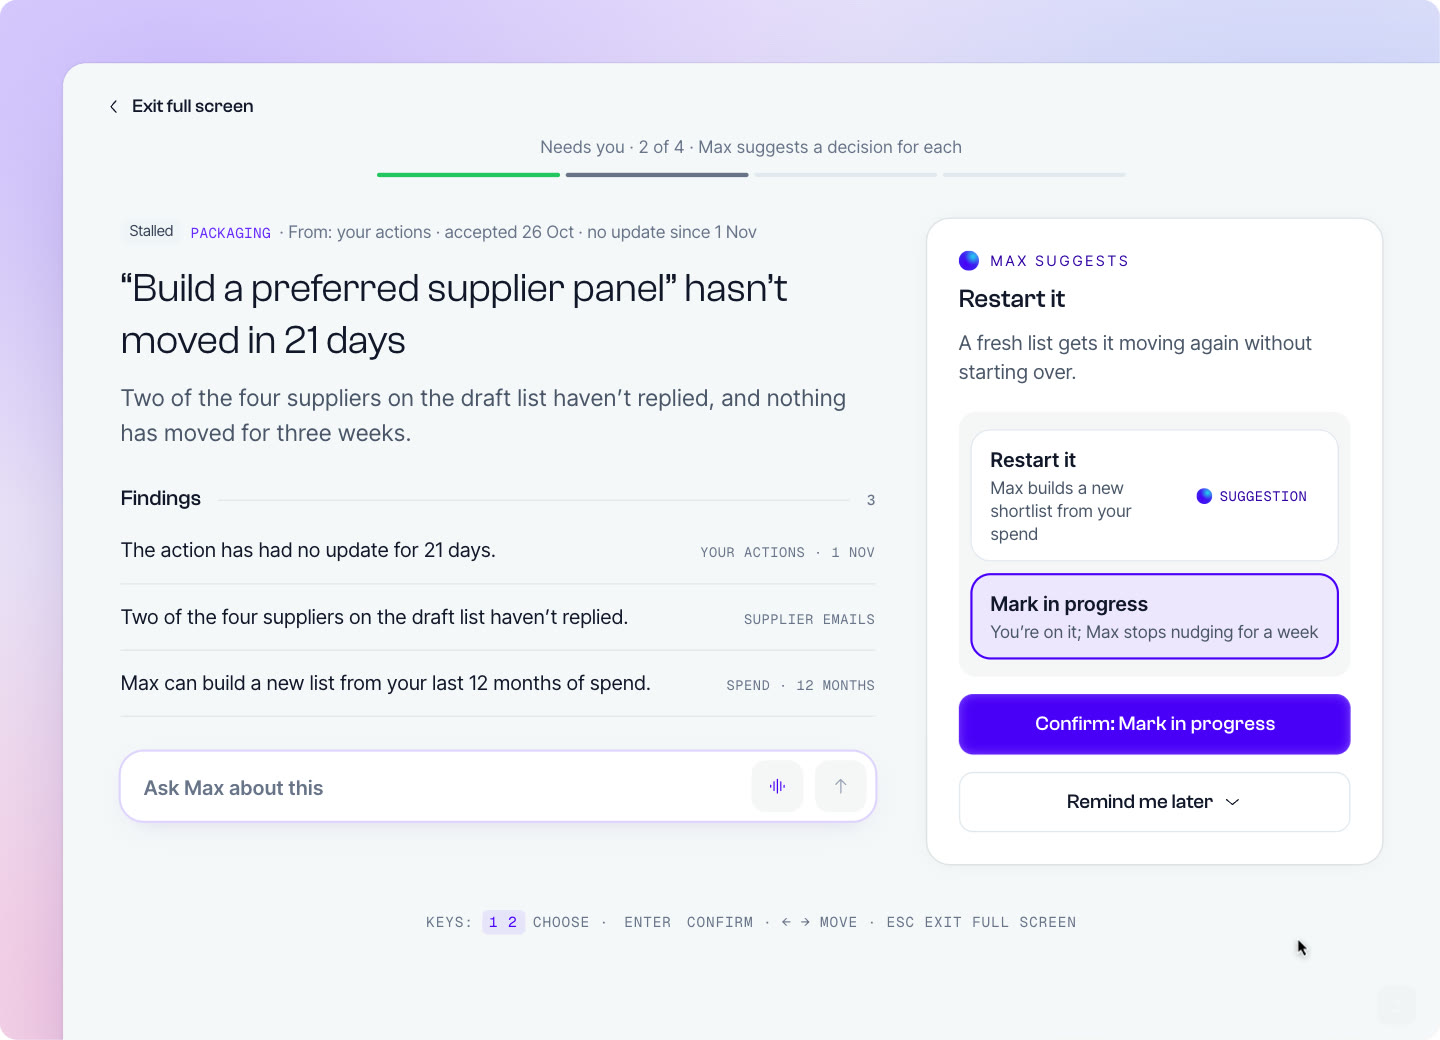 Exit full screen
Needs you · 2 of 4 · Max suggests a decision for each
Stalled PACKAGING · From: your actions · accepted 26 Oct · no update since 1 Nov
“Build a preferred supplier panel” hasn’t
moved in 21 days
Two of the four suppliers on the draft list haven’t replied, and nothing
has moved for three weeks.
Findings 3
The action has had no update for 21 days. YOUR ACTIONS · 1 NOV
Two of the four suppliers on the draft list haven’t replied. SUPPLIER EMAILS
Max can build a new list from your last 12 months of spend. SPEND · 12 MONTHS
Ask Max about this
MAX SUGGESTS
Restart it
A fresh list gets it moving again without
starting over.
Restart it
Max builds a new
shortlist from your
spend
SUGGESTION
Mark in progress
You’re on it; Max stops nudging for a week
Confirm: Mark in progress
Remind me later
KEYS: 1 2 CHOOSE · ENTER CONFIRM · ← → MOVE · ESC EXIT FULL SCREEN